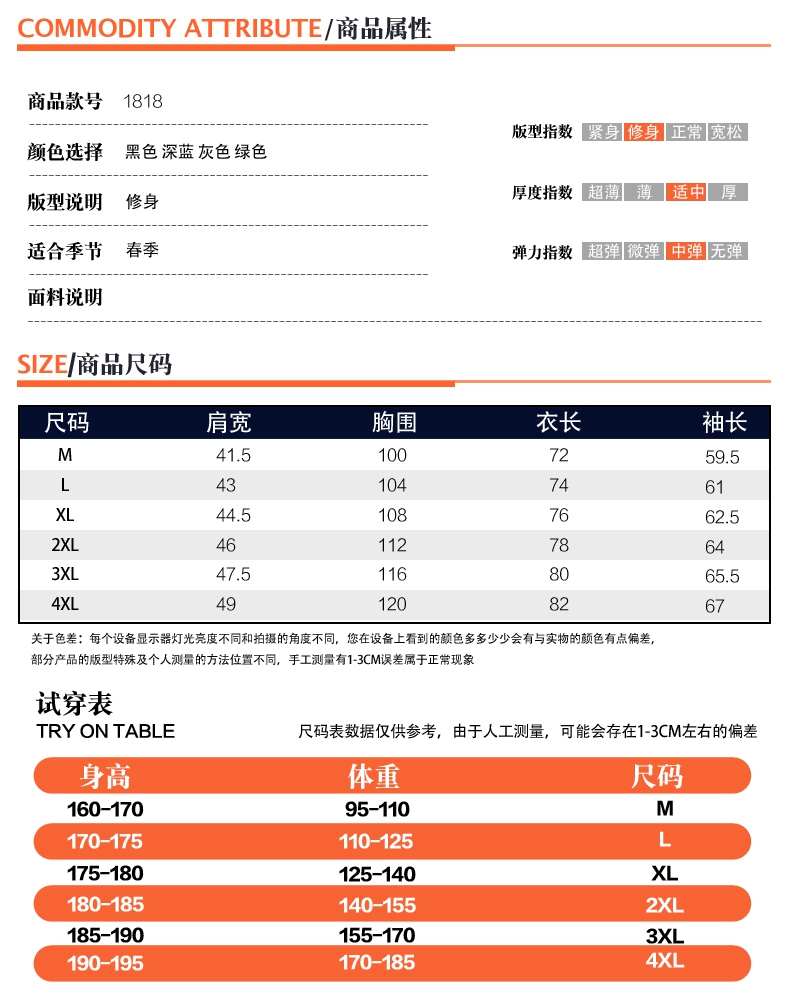 COMMODITY ATTRIBUTE/商品属性
商品款号 1818
颜色选择 黑色 深蓝 灰色 绿色
版型说明 修身
适合季节 春季
面料说明
版型指数 紧身 修身 正常 宽松
厚度指数 超薄 薄 适中 厚
弹力指数 超弹 微弹 中弹 无弹
SIZE/商品尺码
尺码 肩宽 胸围 衣长 袖长
M 41.5 100 72 59.5
L 43 104 74 61
XL 44.5 108 76 62.5
2XL 46 112 78 64
3XL 47.5 116 80 65.5
4XL 49 120 82 67
关于色差：每个设备显示器灯光亮度不同和拍摄的角度不同，您在设备上看到的颜色多多少少会有与实物的颜色有点偏差，
部分产品的版型特殊及个人测量的方法位置不同，手工测量有1-3CM误差属于正常现象
试穿表
TRY ON TABLE
尺码表数据仅供参考，由于人工测量，可能会存在1-3CM左右的偏差
身高 体重 尺码
160-170 95-110 M
170-175 110-125 L
175-180 125-140 XL
180-185 140-155 2XL
185-190 155-170 3XL
190-195 170-185 4XL